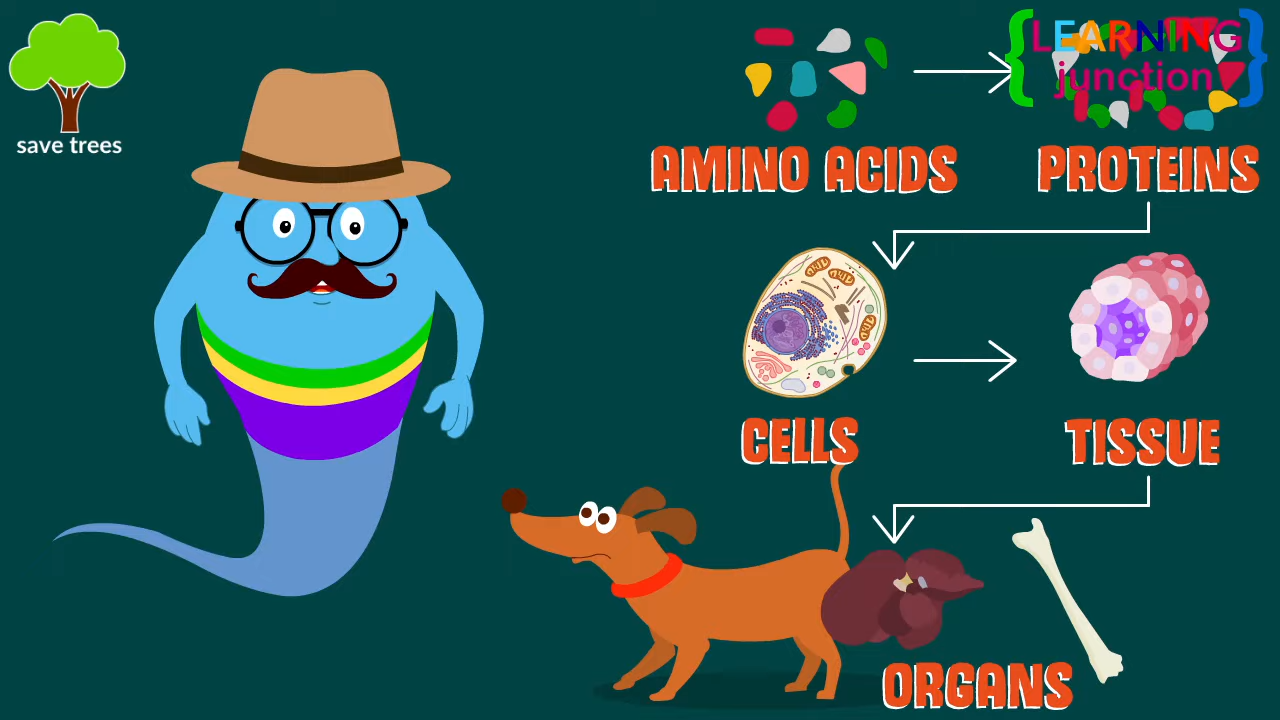 save trees
LEARNING
junction
AMINO ACIDS
PROTEINS
CELLS
TISSUE
ORGANS